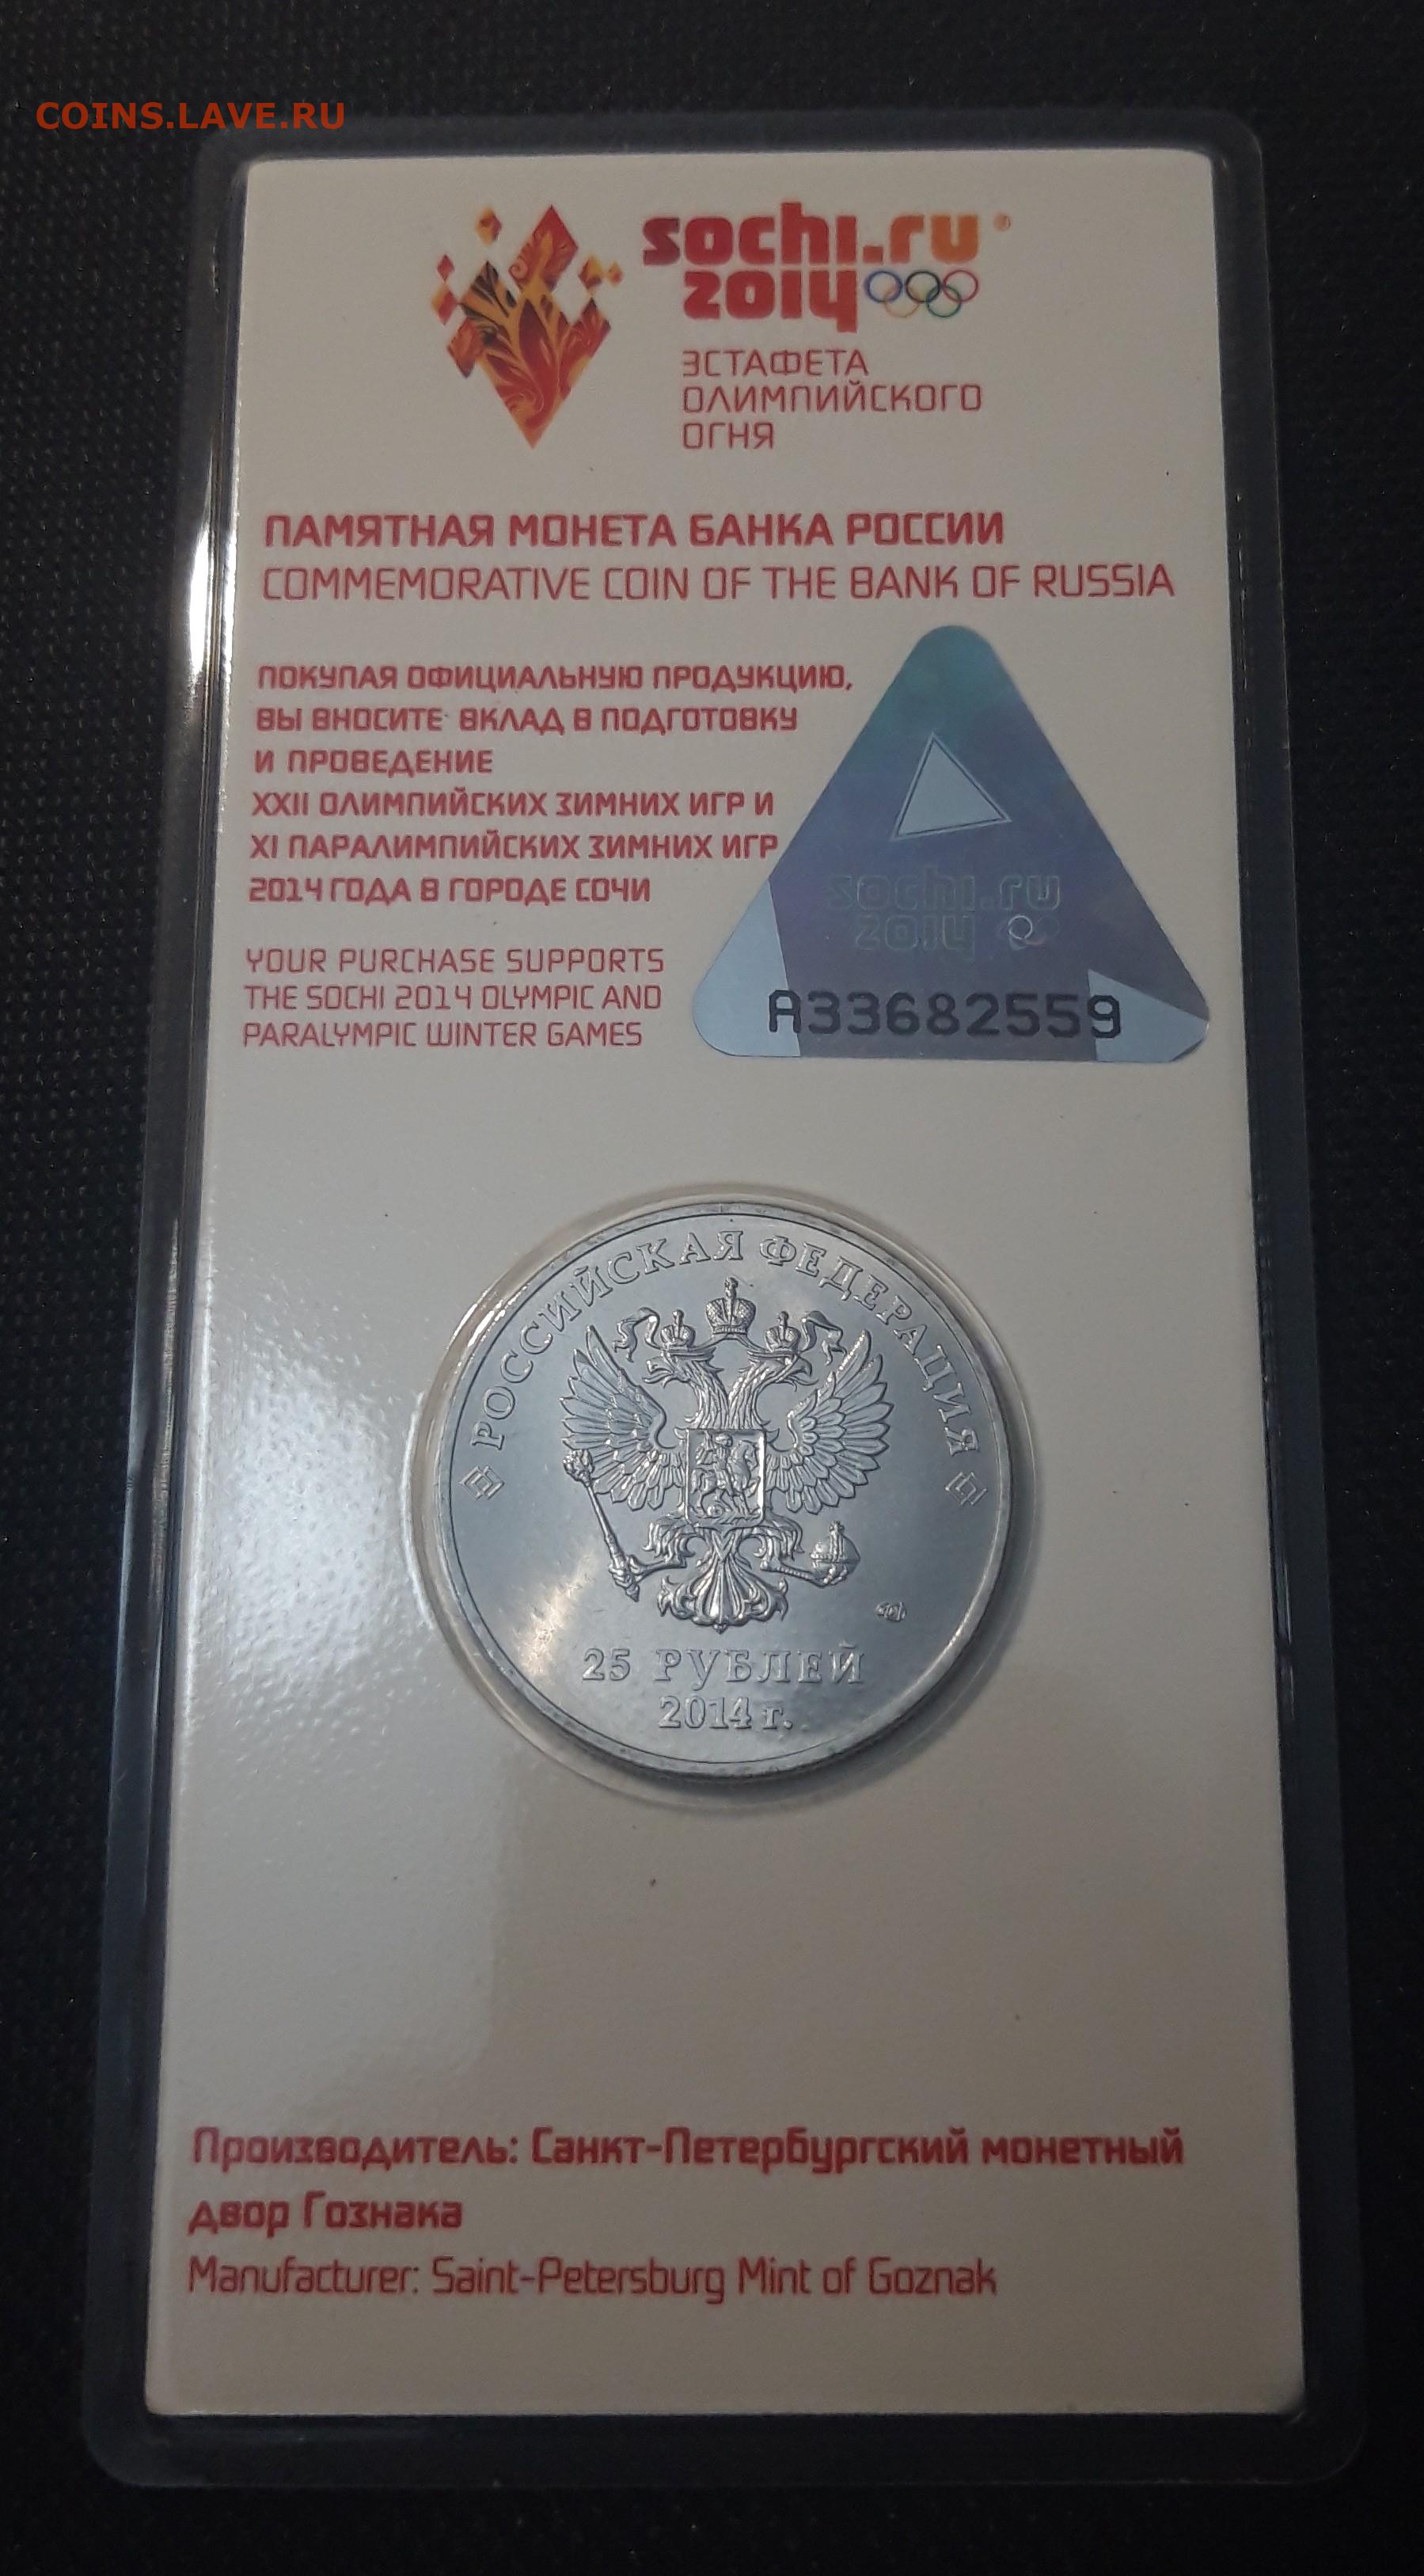 COINS.LAVE.RU
sochi.ru®
2014
ЭСТАФЕТА
ОЛИМПИЙСКОГО
ОГНЯ
ПАМЯТНАЯ МОНЕТА БАНКА РОССИИ
COMMEMORATIVE COIN OF THE BANK OF RUSSIA
ПОКУПАЯ ОФИЦИАЛЬНУЮ ПРОДУКЦИЮ,
ВЫ ВНОСИТЕ ВКЛАД В ПОДГОТОВКУ
И ПРОВЕДЕНИЕ
XXII ОЛИМПИЙСКИХ ЗИМНИХ ИГР И
XI ПАРАЛИМПИЙСКИХ ЗИМНИХ ИГР
2014 ГОДА В ГОРОДЕ СОЧИ
YOUR PURCHASE SUPPORTS
THE SOCHI 2014 OLYMPIC AND
PARALYMPIC WINTER GAMES
sochi.ru
2014
A33682559
РОССИЙСКАЯ ФЕДЕРАЦИЯ
25 РУБЛЕЙ
2014 г.
Производитель: Санкт-Петербургский монетный
двор Гознака
Manufacturer: Saint-Petersburg Mint of Goznak